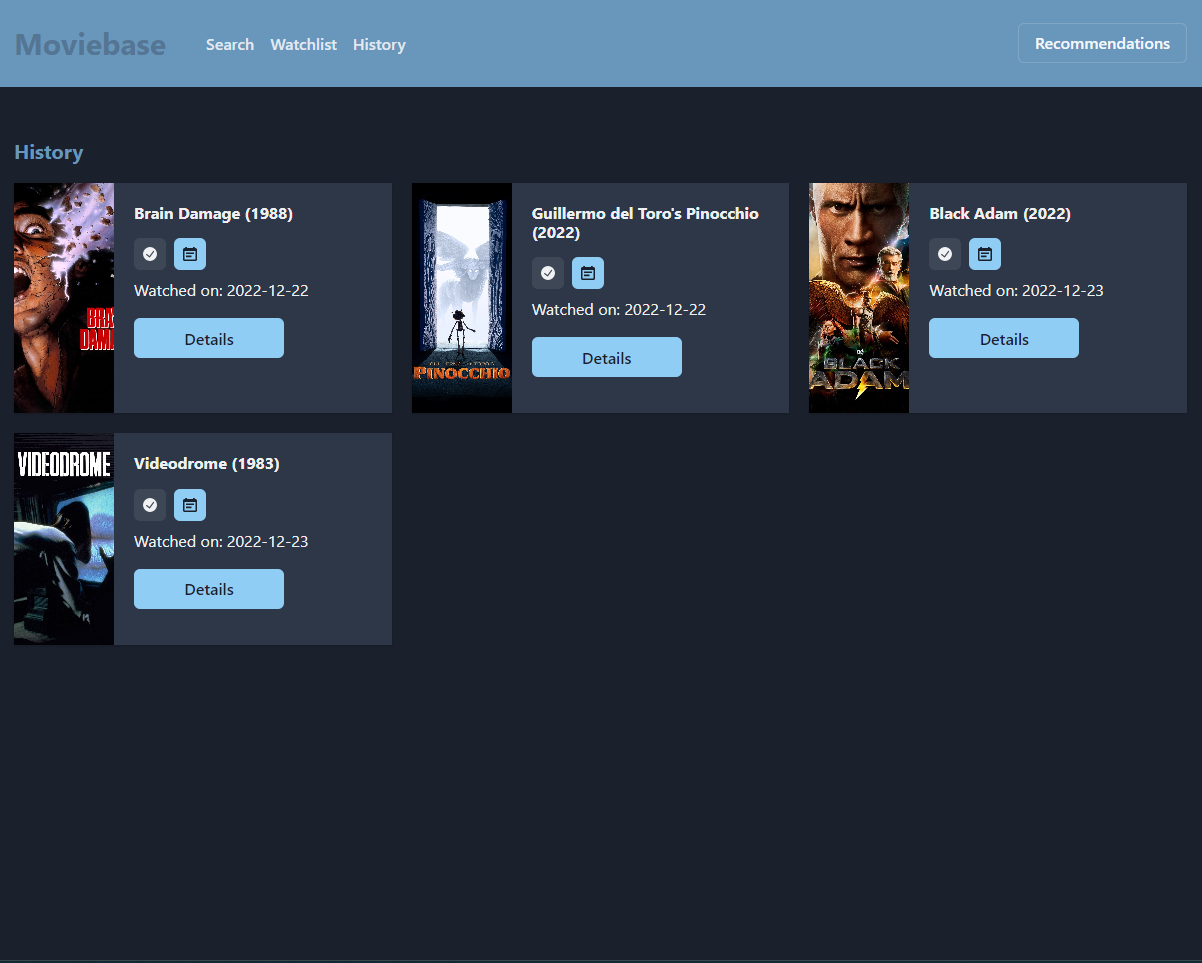 Moviebase
Search Watchlist History
Recommendations
History
Brain Damage (1988)
Watched on: 2022-12-22
Details
Guillermo del Toro's Pinocchio
(2022)
Watched on: 2022-12-22
Details
PINOCCHIO
Black Adam (2022)
Watched on: 2022-12-23
Details
BLACK
ADAM
VIDEODROME
Videodrome (1983)
Watched on: 2022-12-23
Details